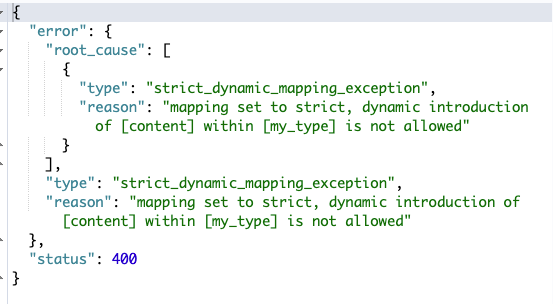 {
"error": {
"root_cause": [
{
"type": "strict_dynamic_mapping_exception",
"reason": "mapping set to strict, dynamic introduction
of [content] within [my_type] is not allowed"
}
],
"type": "strict_dynamic_mapping_exception",
"reason": "mapping set to strict, dynamic introduction of
[content] within [my_type] is not allowed"
},
"status": 400
}